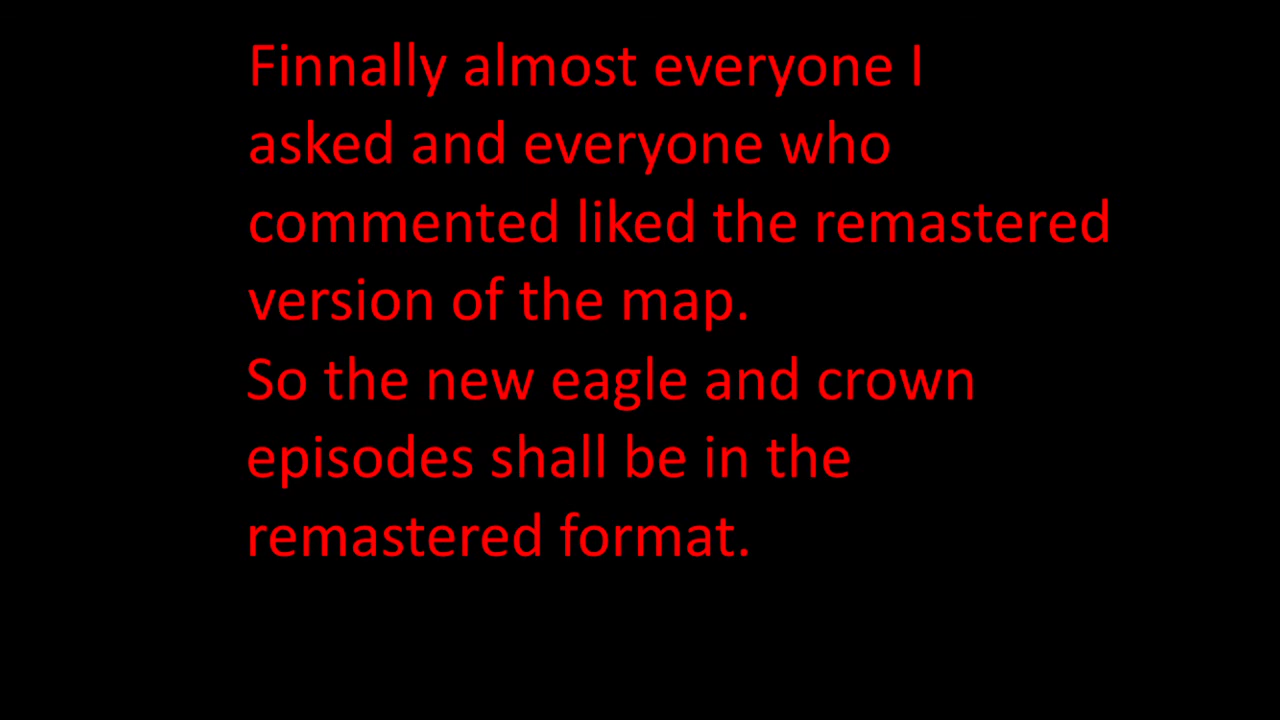 Finnally almost everyone I
asked and everyone who
commented liked the remastered
version of the map.
So the new eagle and crown
episodes shall be in the
remastered format.